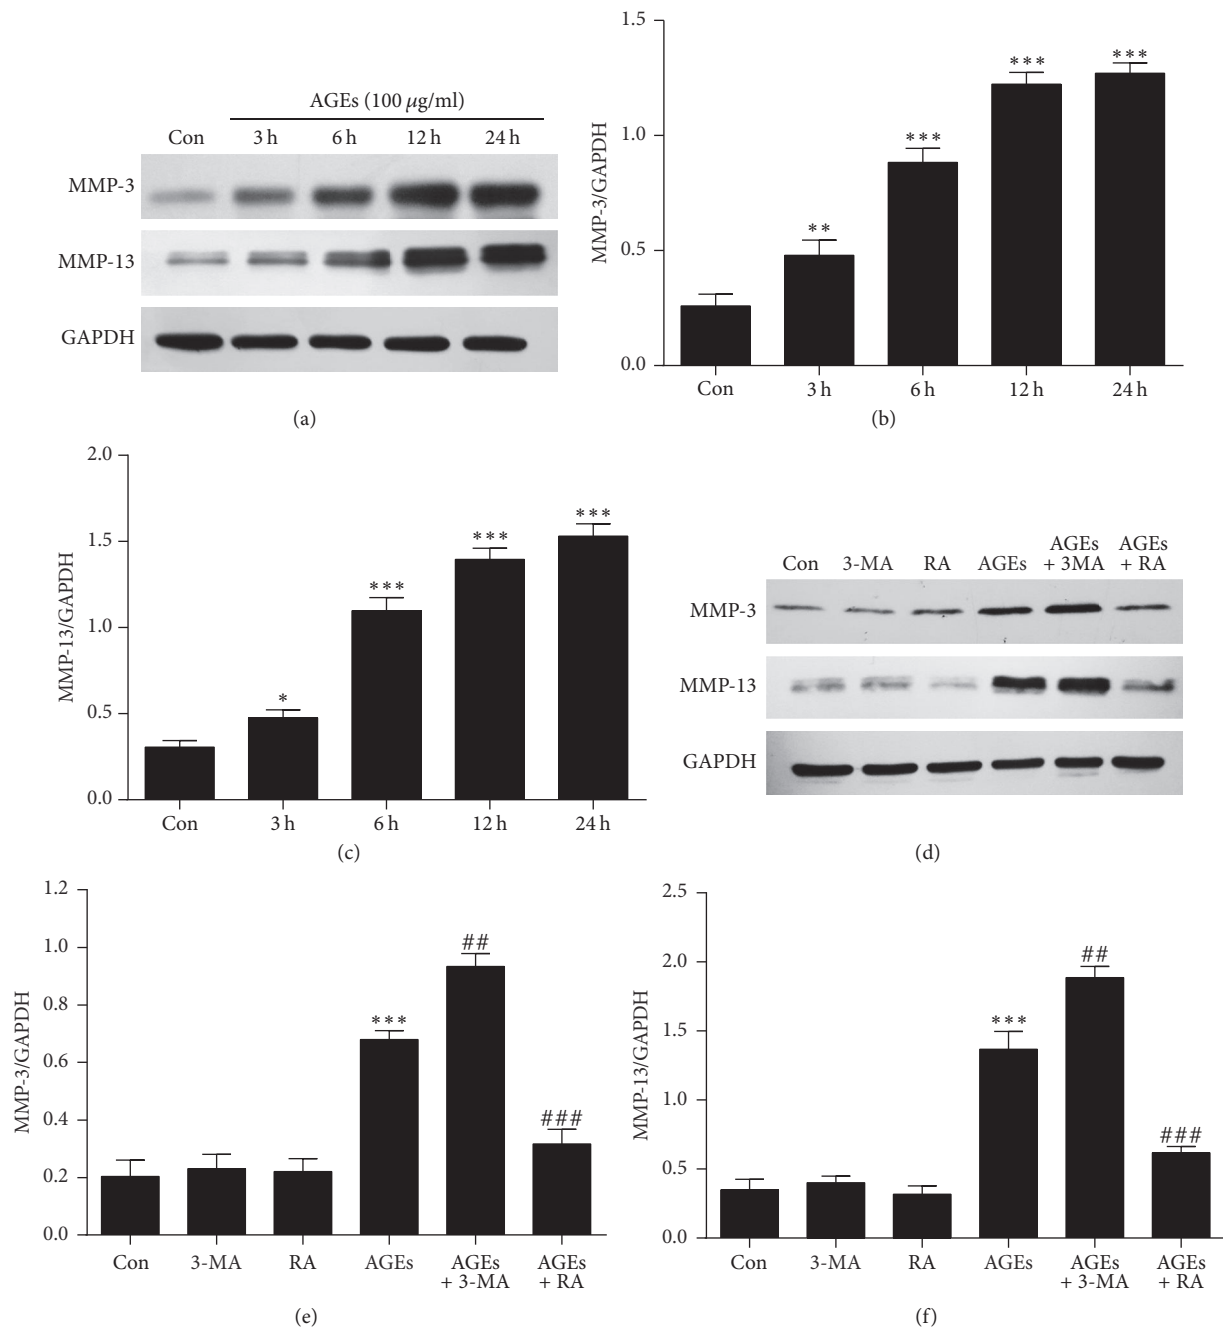 AGEs (100 μg/ml)
Con 3 h 6 h 12 h 24 h
MMP-3
MMP-13
GAPDH
(a)
MMP-3/GAPDH
1.5
1.0
0.5
0.0
**
***
***
***
Con 3 h 6 h 12 h 24 h
(b)
MMP-13/GAPDH
2.0
1.5
1.0
0.5
0.0
*
***
***
***
Con 3 h 6 h 12 h 24 h
(c)
Con 3-MA RA AGEs AGEs + 3MA AGEs + RA
MMP-3
MMP-13
GAPDH
(d)
MMP-3/GAPDH
1.2
1.0
0.8
0.6
0.4
0.2
0.0
***
##
###
Con 3-MA RA AGEs AGEs + 3-MA AGEs + RA
(e)
MMP-13/GAPDH
2.5
2.0
1.5
1.0
0.5
0.0
***
##
###
Con 3-MA RA AGEs AGEs + 3-MA AGEs + RA
(f)